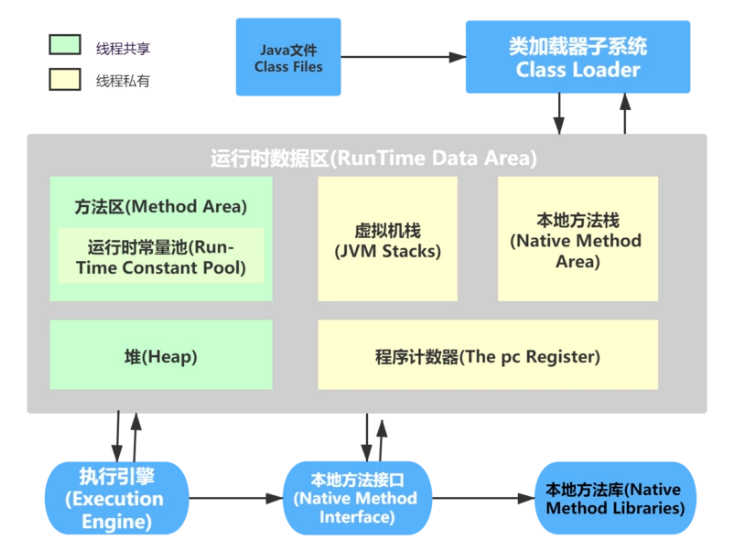 线程共享
线程私有
Java文件
Class Files
类加载器子系统
Class Loader
运行时数据区(RunTime Data Area)
方法区(Method Area)
运行时常量池(Run-
Time Constant Pool)
虚拟机栈
(JVM Stacks)
本地方法栈
(Native Method
Area)
堆(Heap)
程序计数器(The pc Register)
执行引擎
(Execution
Engine)
本地方法接口
(Native Method
Interface)
本地方法库(Native
Method Libraries)